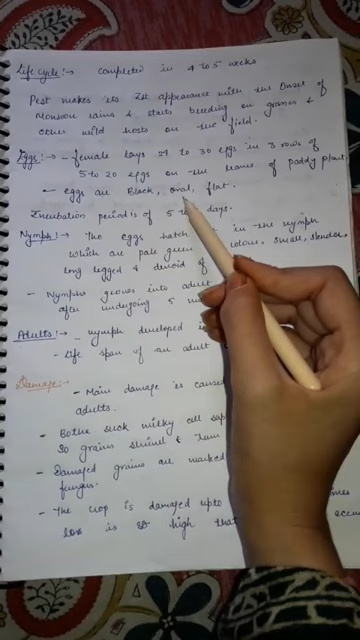 Life cycle:→ Completed in 4 to 5 weeks
Pest makes its 1st appearance with the Onset of
Monsoon rains & starts breeding on grasses &
other wild hosts on the field.
Eggs:→ - female lays 24 to 30 eggs in 2 rows of
5 to 20 eggs on the leaves of paddy plant.
- eggs are Black, oval, flat.
Incubation period is of 5 to days.
Nymph:→ The eggs hatch in the nymph
which are pale green colour, small, slender,
long legged & devoid of
- Nymphs grows into adult
after undergoing 5
Adults:→ - nymph developed
- Life span of an adult
Damage:-
- Main damage is caused
adults.
- Bothe suck milky cell sap
So grains shrivel & turn
- Damaged grains are marked
fungus.
- The crop is damaged upto
loss is so high that